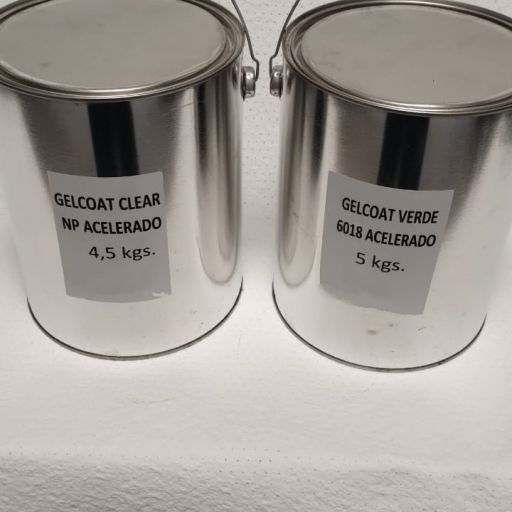 GELCOAT CLEAR
NP ACELERADO
4,5 kgs.
GELCOAT VERDE
6018 ACELERADO
5 kgs.